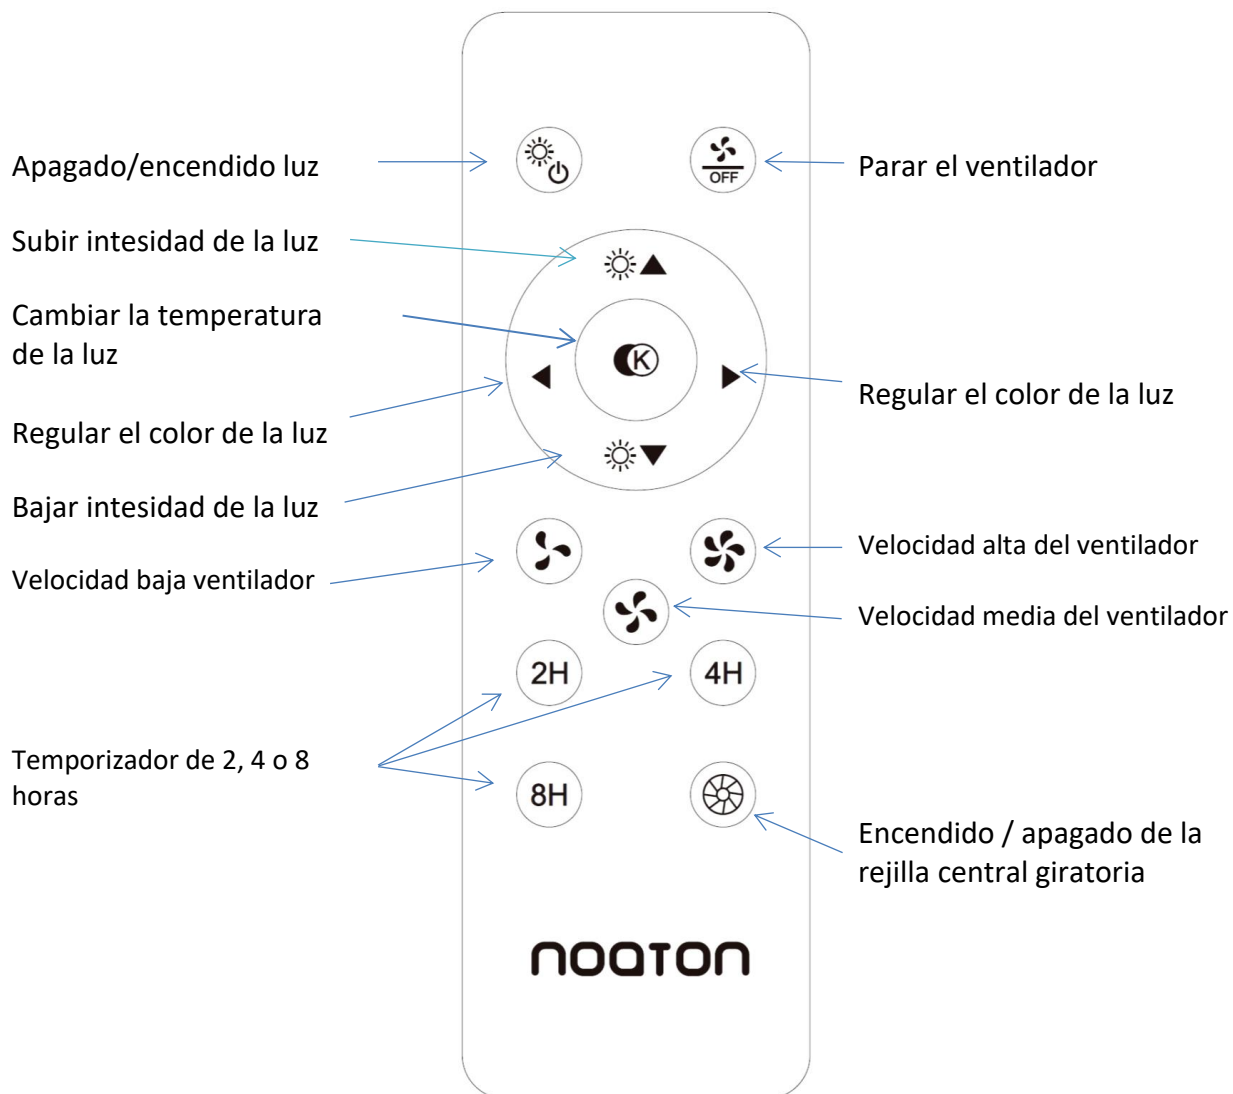 Apagado/encendido luz
OFF
Parar el ventilador
Subir intesidad de la luz
Cambiar la temperatura
de la luz
K
Regular el color de la luz
Regular el color de la luz
Bajar intesidad de la luz
Velocidad alta del ventilador
Velocidad baja ventilador
Velocidad media del ventilador
2H
4H
Temporizador de 2, 4 o 8
horas
8H
Encendido / apagado de la
rejilla central giratoria
noaton